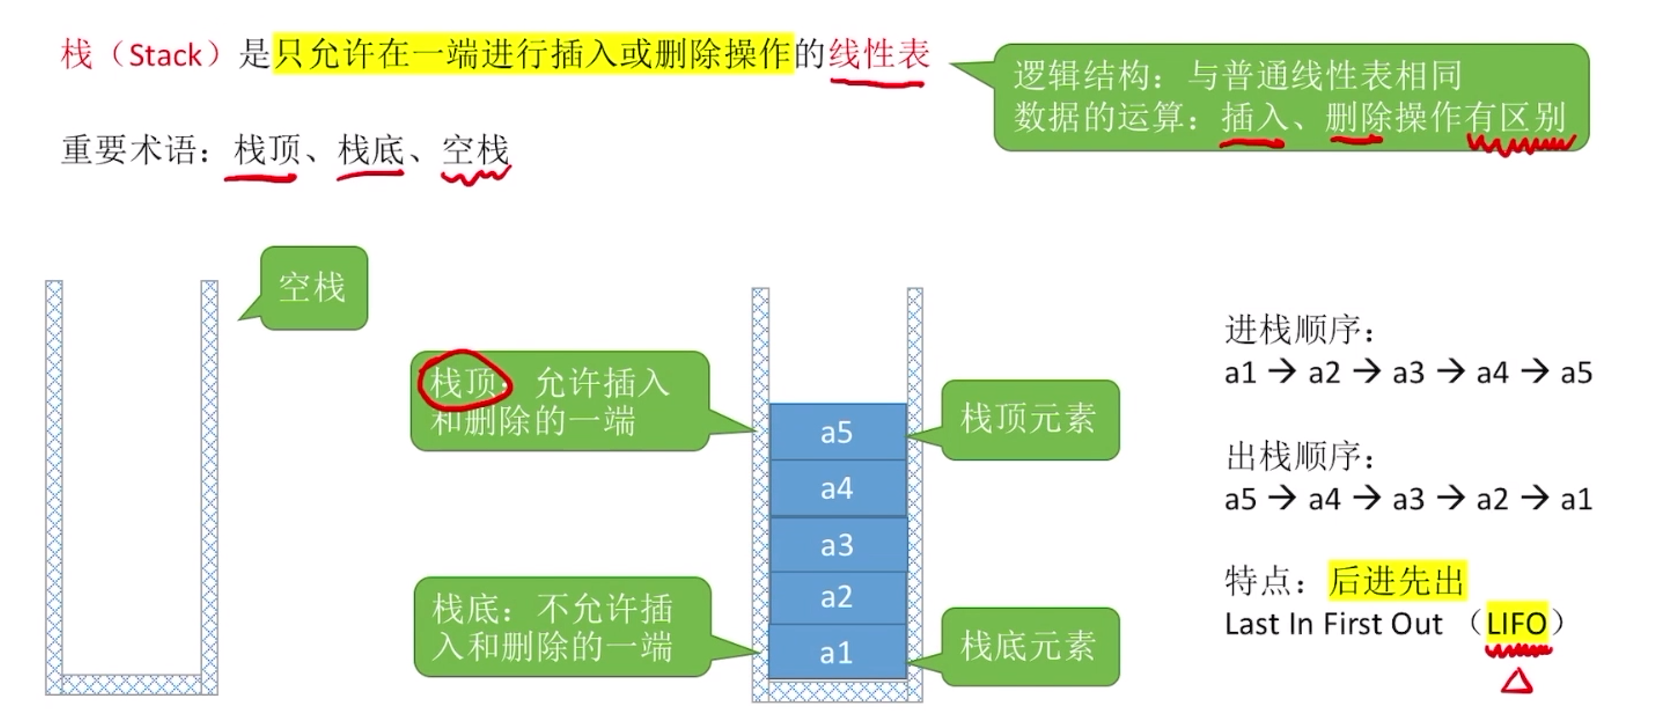 栈（Stack）是只允许在一端进行插入或删除操作的线性表
逻辑结构：与普通线性表相同
数据的运算：插入、删除操作有区别
重要术语：栈顶、栈底、空栈
空栈
栈顶：允许插入
和删除的一端
栈底：不允许插
入和删除的一端
a5
a4
a3
a2
a1
栈顶元素
栈底元素
进栈顺序：
a1→a2→a3→a4→a5
出栈顺序：
a5→a4→a3→a2→a1
特点：后进先出
Last In First Out （LIFO）